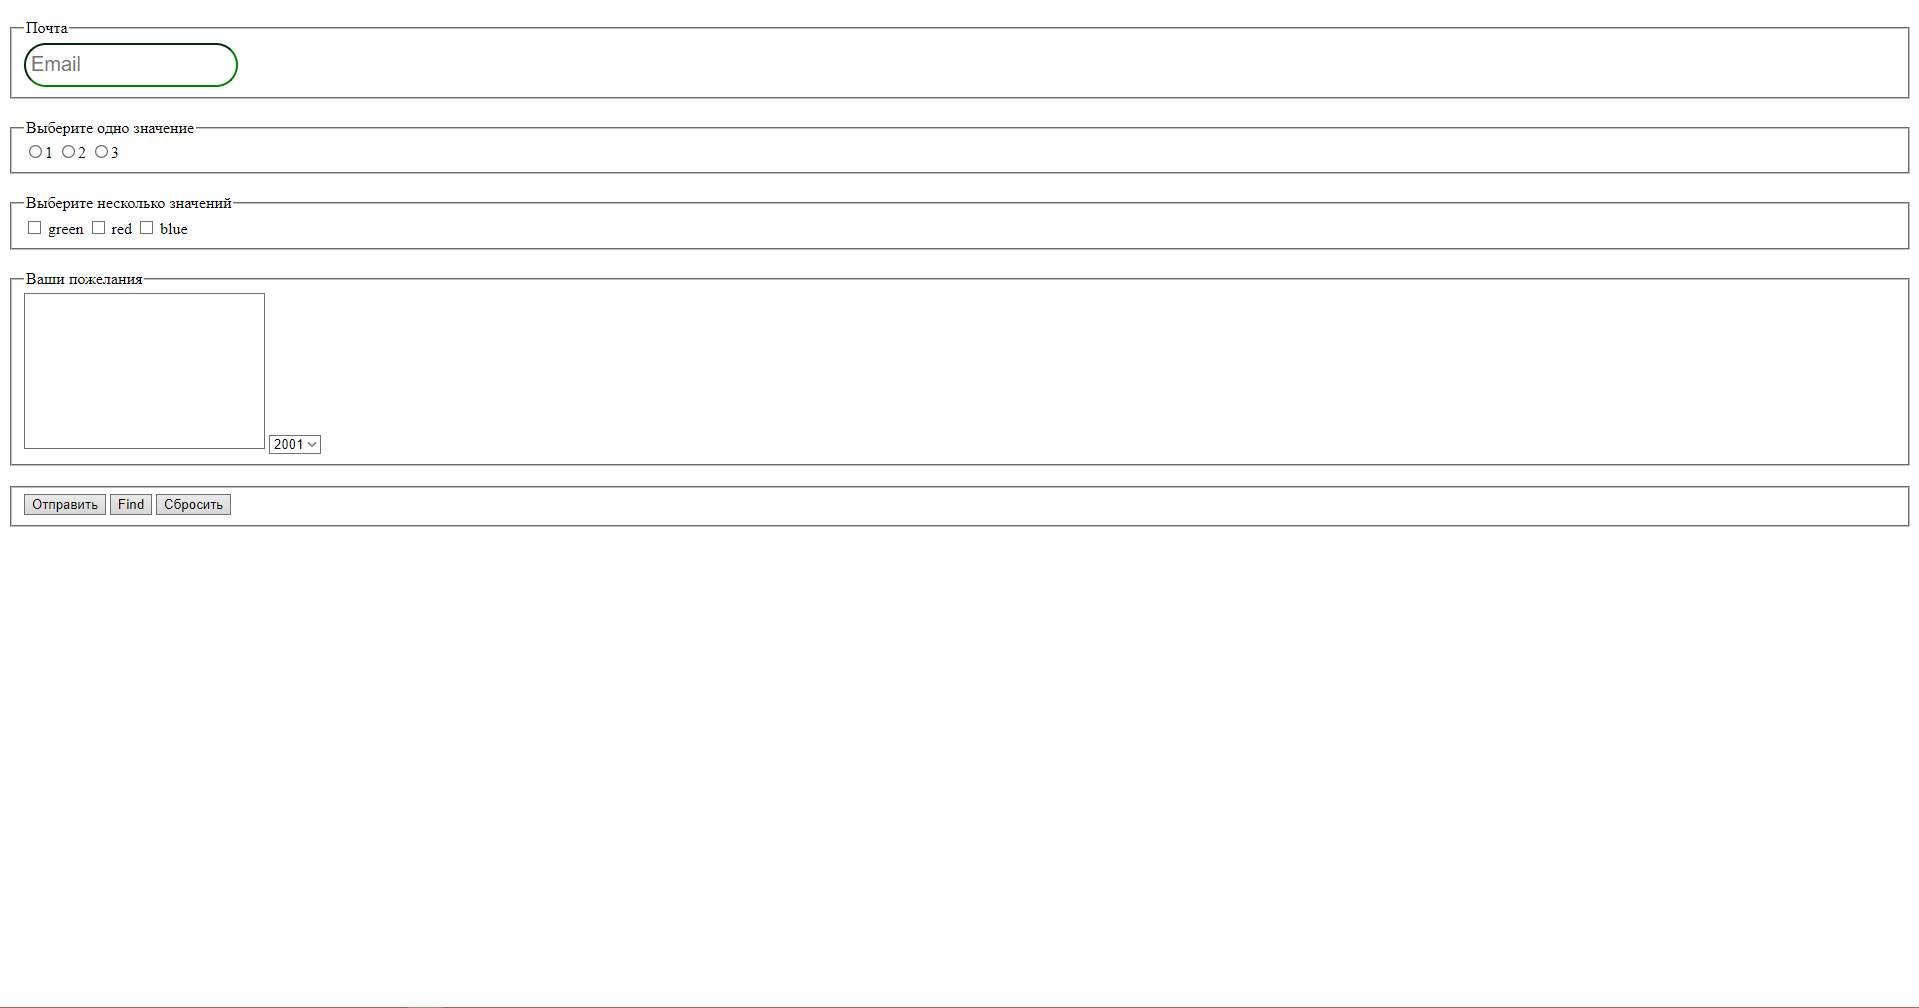 Почта
Email
Выберите одно значение
1 2 3
Выберите несколько значений
green red blue
Ваши пожелания
2001
Отправить Find Сбросить